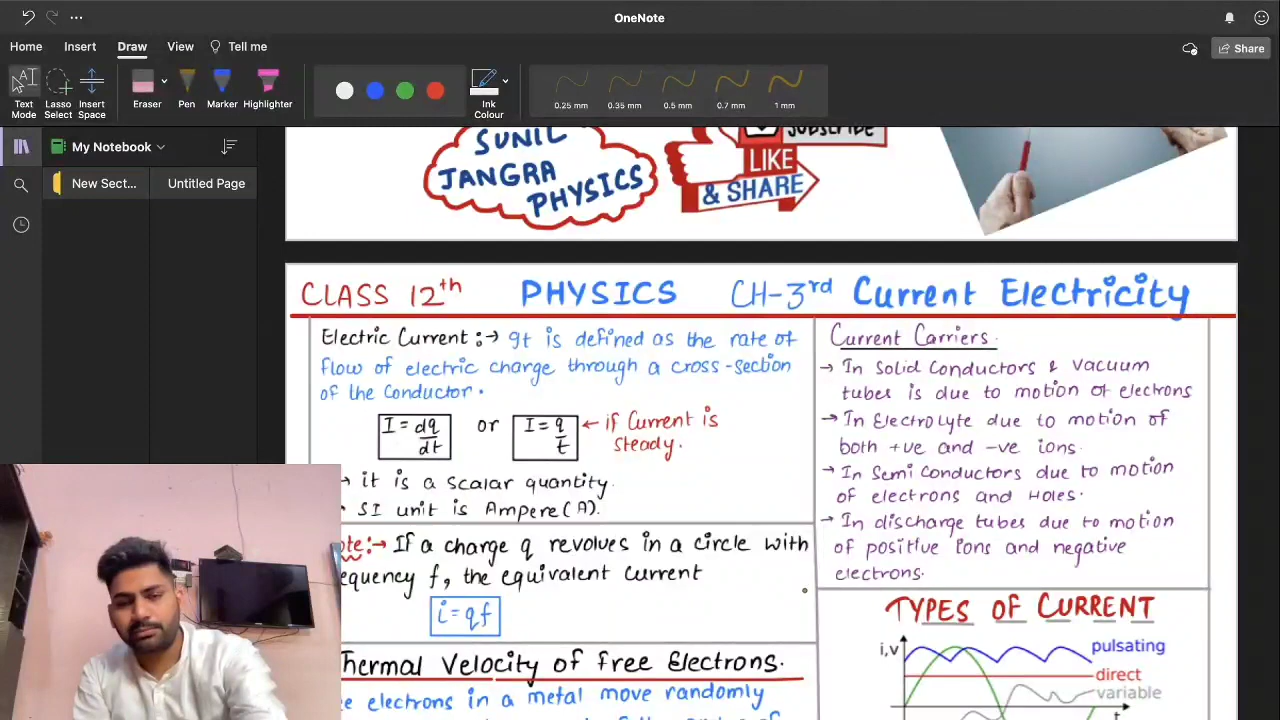 OneNote
Home Insert Draw View Tell me
Share
Text Mode
Lasso Select
Insert Space
Eraser
Pen
Marker
Highlighter
Ink Colour
0.25 mm 0.35 mm 0.5 mm 0.7 mm 1 mm
My Notebook
New Sect... Untitled Page
SUNIL
JANGRA
PHYSICS
SUBSCRIBE
LIKE
& SHARE
CLASS 12th PHYSICS CH-3rd Current Electricity
Electric Current :→ It is defined as the rate of
flow of electric charge through a cross-section
of the Conductor.
I = dq/dt or I = q/t ← if Current is
steady.
→ it is a scalar quantity.
SI unit is Ampere (A).
Note:→ If a charge q revolves in a circle with
equency f, the equivalent current
i = qf
Thermal Velocity of free Electrons.
ee electrons in a metal move randomly
Current Carriers.
→ In Solid Conductors & Vacuum
tubes is due to motion of electrons
→ In Electrolyte due to motion of
both +ve and -ve ions.
→ In Semi Conductors due to motion
of electrons and Holes.
→ In discharge tubes due to motion
of positive ions and negative
electrons.
TYPES OF CURRENT
i,v
pulsating
direct
variable
t